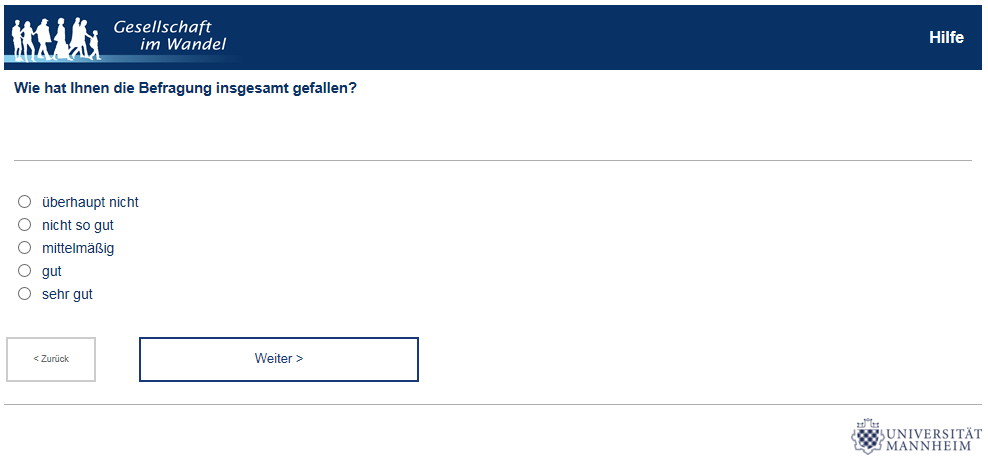 Gesellschaft
im Wandel
Hilfe
Wie hat Ihnen die Befragung insgesamt gefallen?
überhaupt nicht
nicht so gut
mittelmäßig
gut
sehr gut
< Zurück
Weiter >
UNIVERSITÄT
MANNHEIM